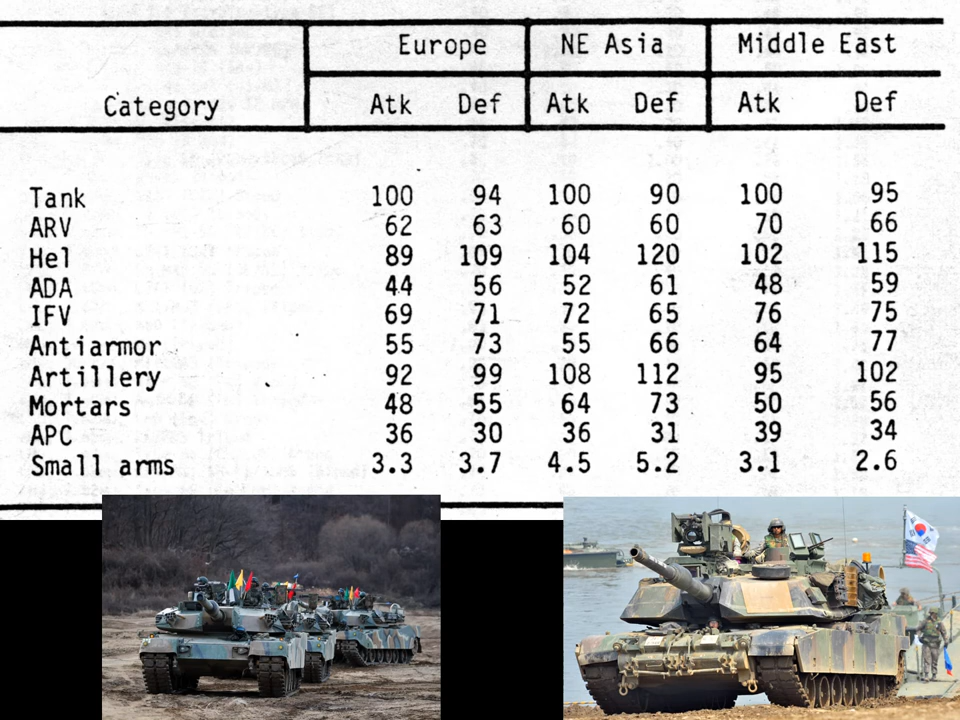 Europe NE Asia Middle East
Category Atk Def Atk Def Atk Def
Tank 100 94 100 90 100 95
ARV 62 63 60 60 70 66
Hel 89 109 104 120 102 115
ADA 44 56 52 61 48 59
IFV 69 71 72 65 76 75
Antiarmor 55 73 55 66 64 77
Artillery 92 99 108 112 95 102
Mortars 48 55 64 73 50 56
APC 36 30 36 31 39 34
Small arms 3.3 3.7 4.5 5.2 3.1 2.6